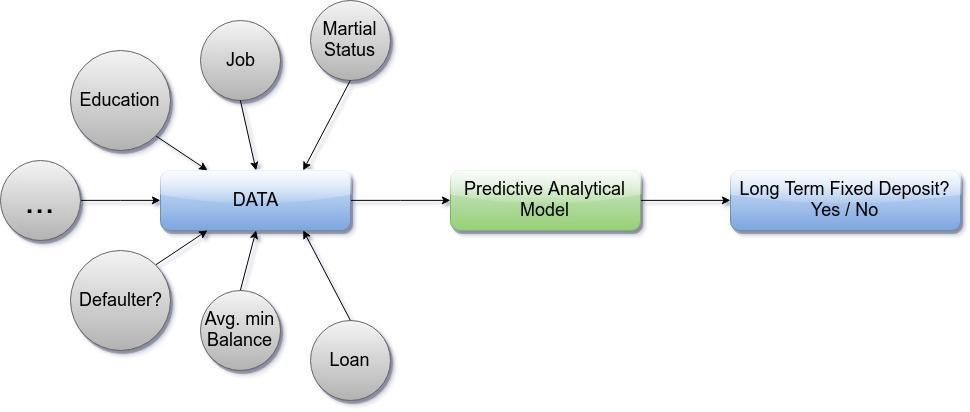 Martial
Status
Job
Education
...
DATA
Predictive Analytical
Model
Long Term Fixed Deposit?
Yes / No
Defaulter?
Avg. min
Balance
Loan